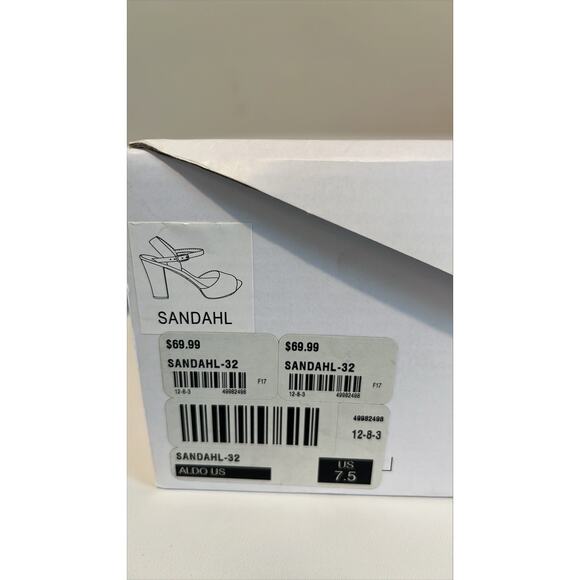 SANDAHL
$69.99
SANDAHL-32
F17
12-8-3 49982498
$69.99
SANDAHL-32
F17
12-8-3 49982498
49982498
12-8-3
SANDAHL-32
ALDO US
US
7.5